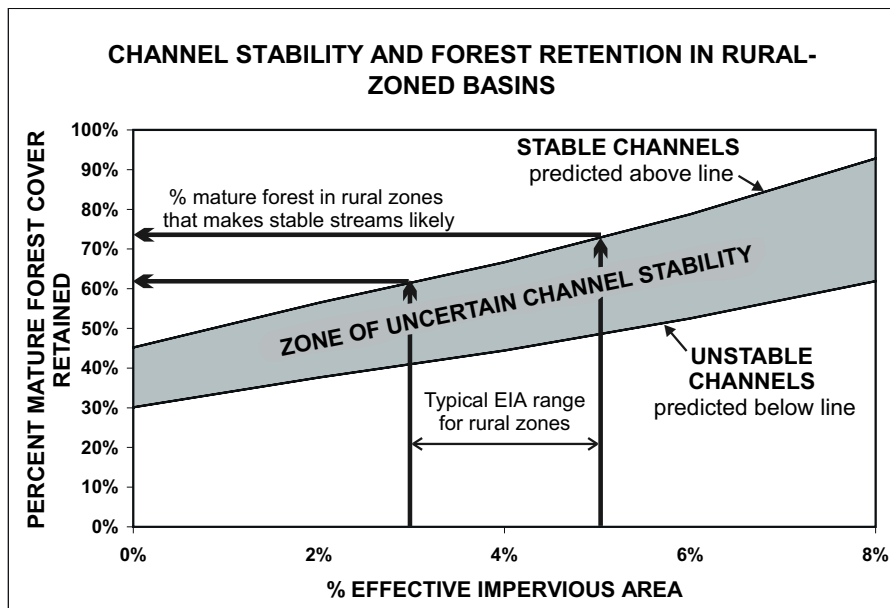 CHANNEL STABILITY AND FOREST RETENTION IN RURAL-
ZONED BASINS
PERCENT MATURE FOREST COVER
RETAINED
100%
90%
80%
70%
60%
50%
40%
30%
20%
10%
0%
STABLE CHANNELS
predicted above line
% mature forest in rural zones
that makes stable streams likely
ZONE OF UNCERTAIN CHANNEL STABILITY
UNSTABLE
CHANNELS
predicted below line
Typical EIA range
for rural zones
0%
2%
4%
6%
8%
% EFFECTIVE IMPERVIOUS AREA